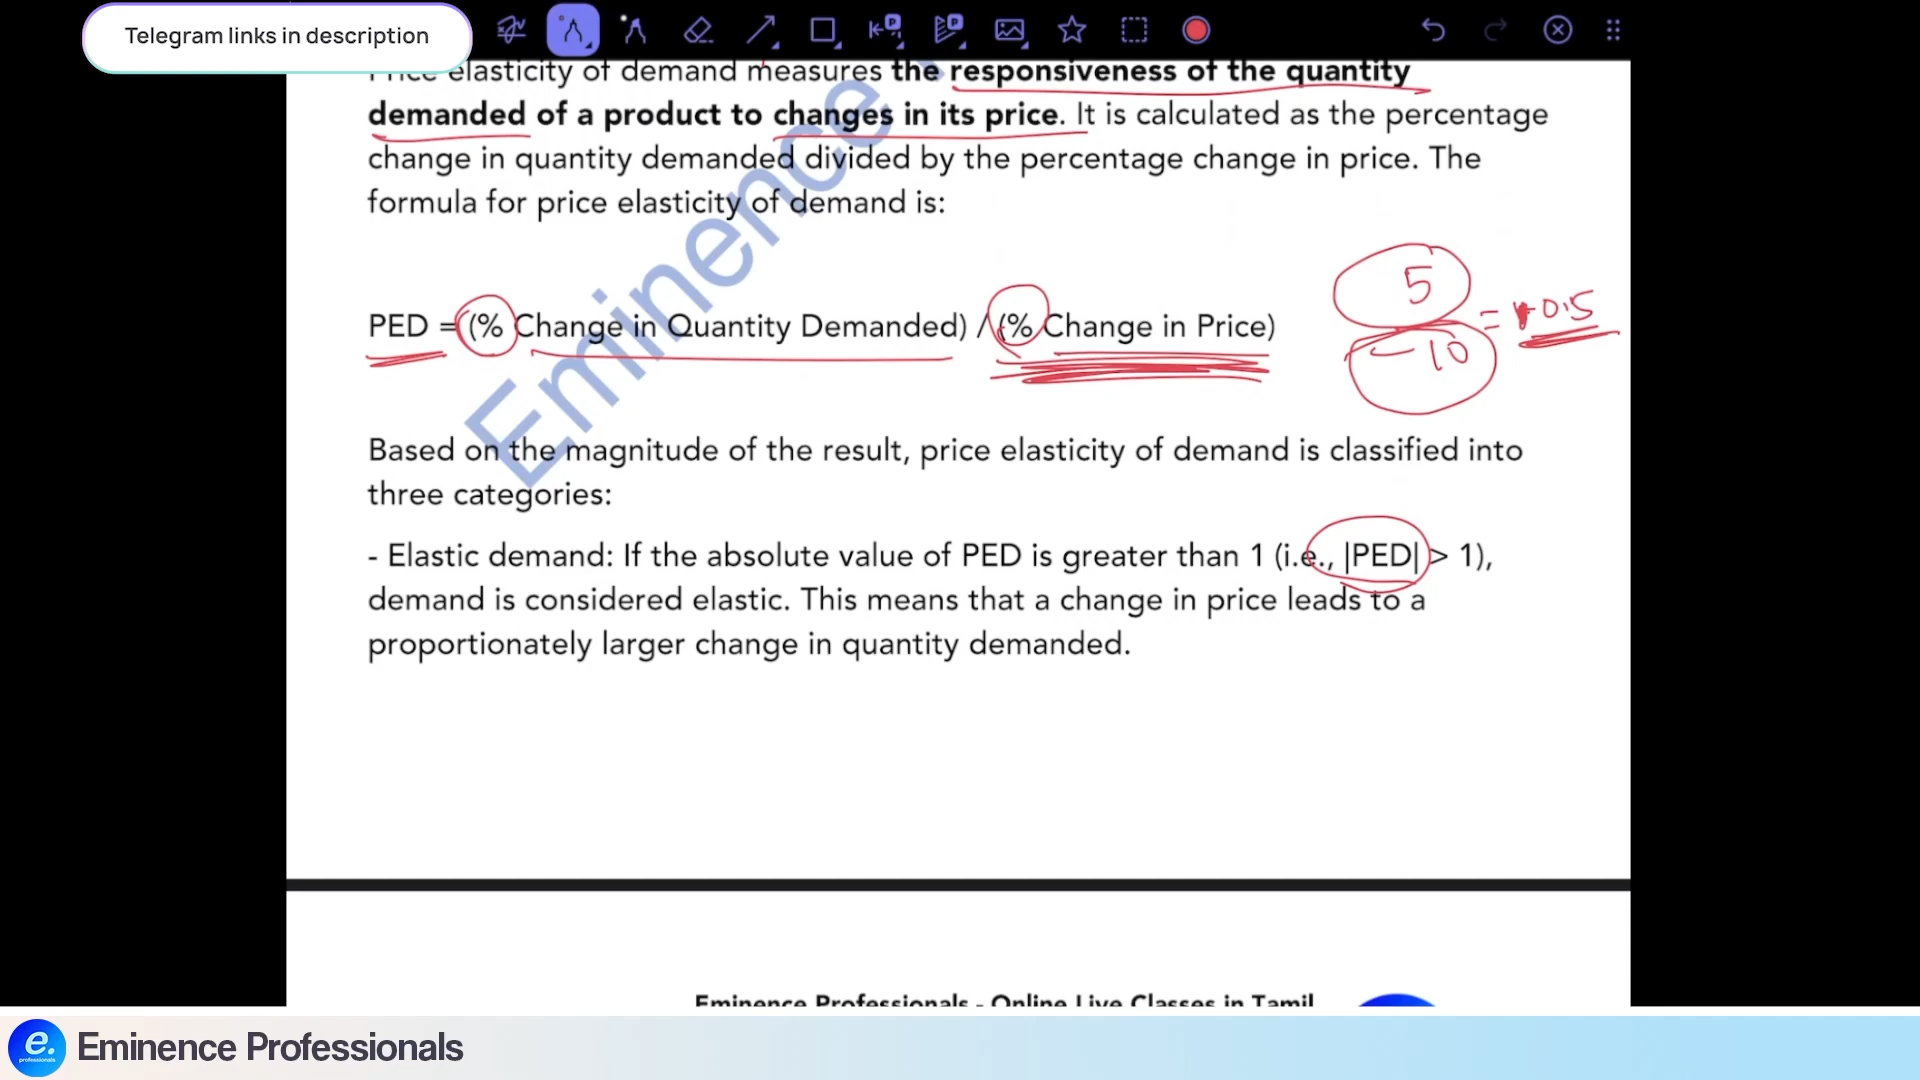 Telegram links in description
Price elasticity of demand measures the responsiveness of the quantity
demanded of a product to changes in its price. It is calculated as the percentage
change in quantity demanded divided by the percentage change in price. The
formula for price elasticity of demand is:
PED = (% Change in Quantity Demanded) / (% Change in Price)
5
-10
=
0.5
Based on the magnitude of the result, price elasticity of demand is classified into
three categories:
- Elastic demand: If the absolute value of PED is greater than 1 (i.e., |PED| > 1),
demand is considered elastic. This means that a change in price leads to a
proportionately larger change in quantity demanded.
Eminence
Eminence Professionals - Online Live Classes in Tamil
e.
professionals
Eminence Professionals